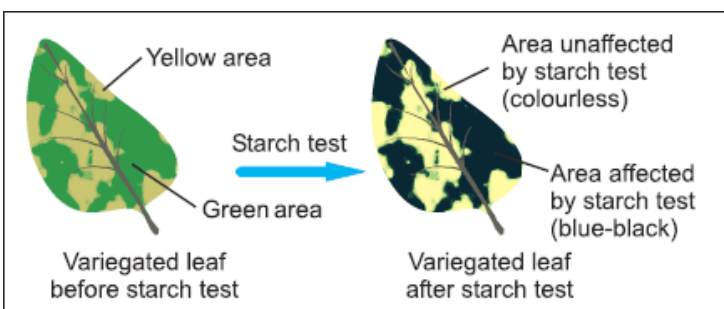 Yellow area
Green area
Variegated leaf
before starch test
Starch test
Area unaffected
by starch test
(colourless)
Area affected
by starch test
(blue-black)
Variegated leaf
after starch test